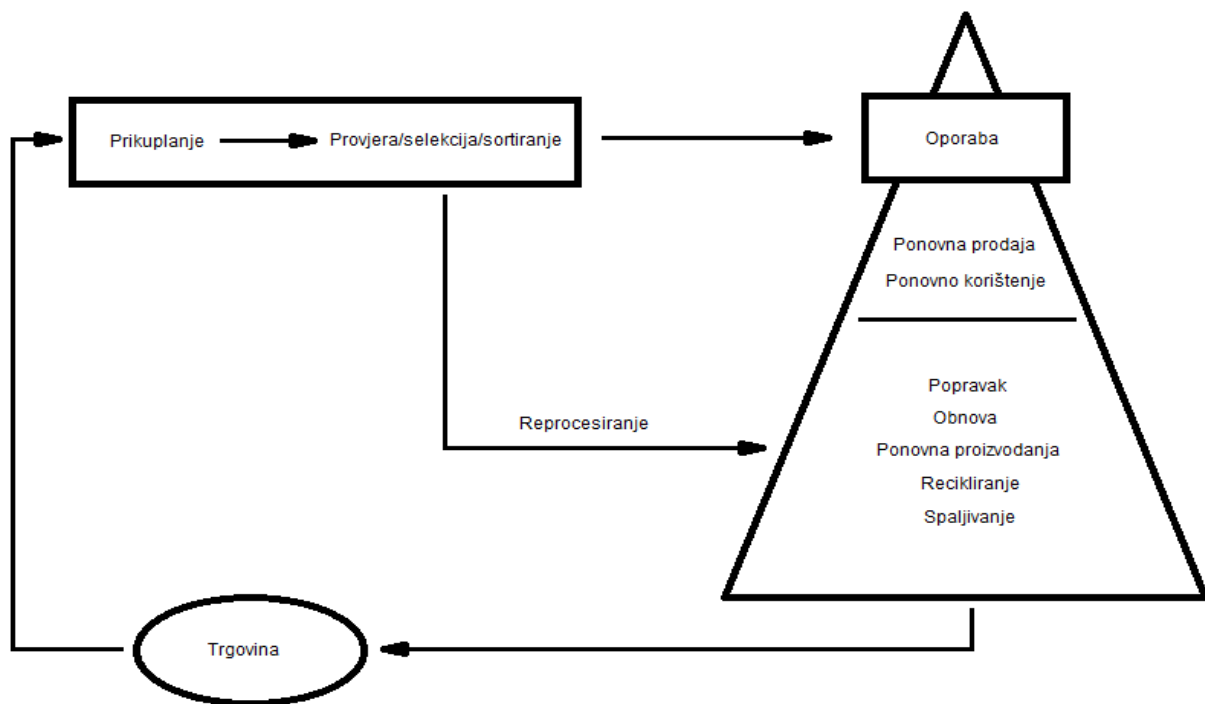 Prikuplanje
Provjera/selekcija/sortiranje
Oporaba
Ponovna prodaja
Ponovno korištenje
Popravak
Obnova
Ponovna proizvodanja
Recikliranje
Spaljivanje
Reprocesiranje
Trgovina